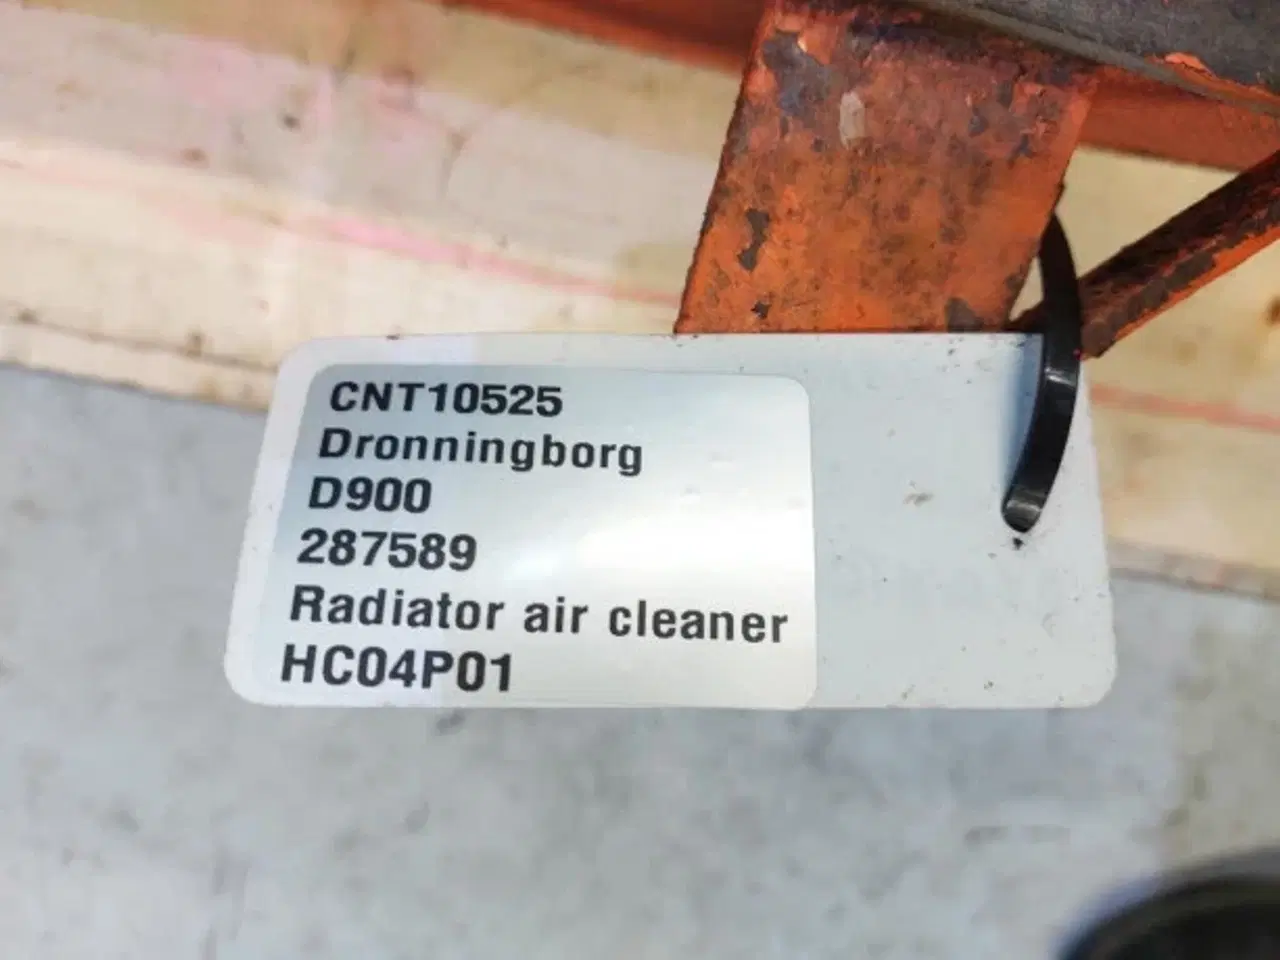 CNT10525
Dronningborg
D900
287589
Radiator air cleaner
HC04P01